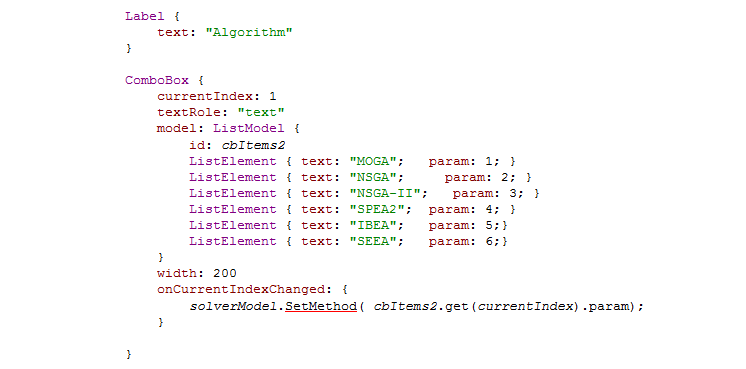 Label {
    text: "Algorithm"
}
ComboBox {
    currentIndex: 1
    textRole: "text"
    model: ListModel {
        id: cbItems2
        ListElement { text: "MOGA";   param: 1; }
        ListElement { text: "NSGA";     param: 2; }
        ListElement { text: "NSGA-II";   param: 3; }
        ListElement { text: "SPEA2";  param: 4; }
        ListElement { text: "IBEA";   param: 5;}
        ListElement { text: "SEEA";   param: 6;}
    }
    width: 200
    onCurrentIndexChanged: {
        solverModel.SetMethod( cbItems2.get(currentIndex).param);
    }
}